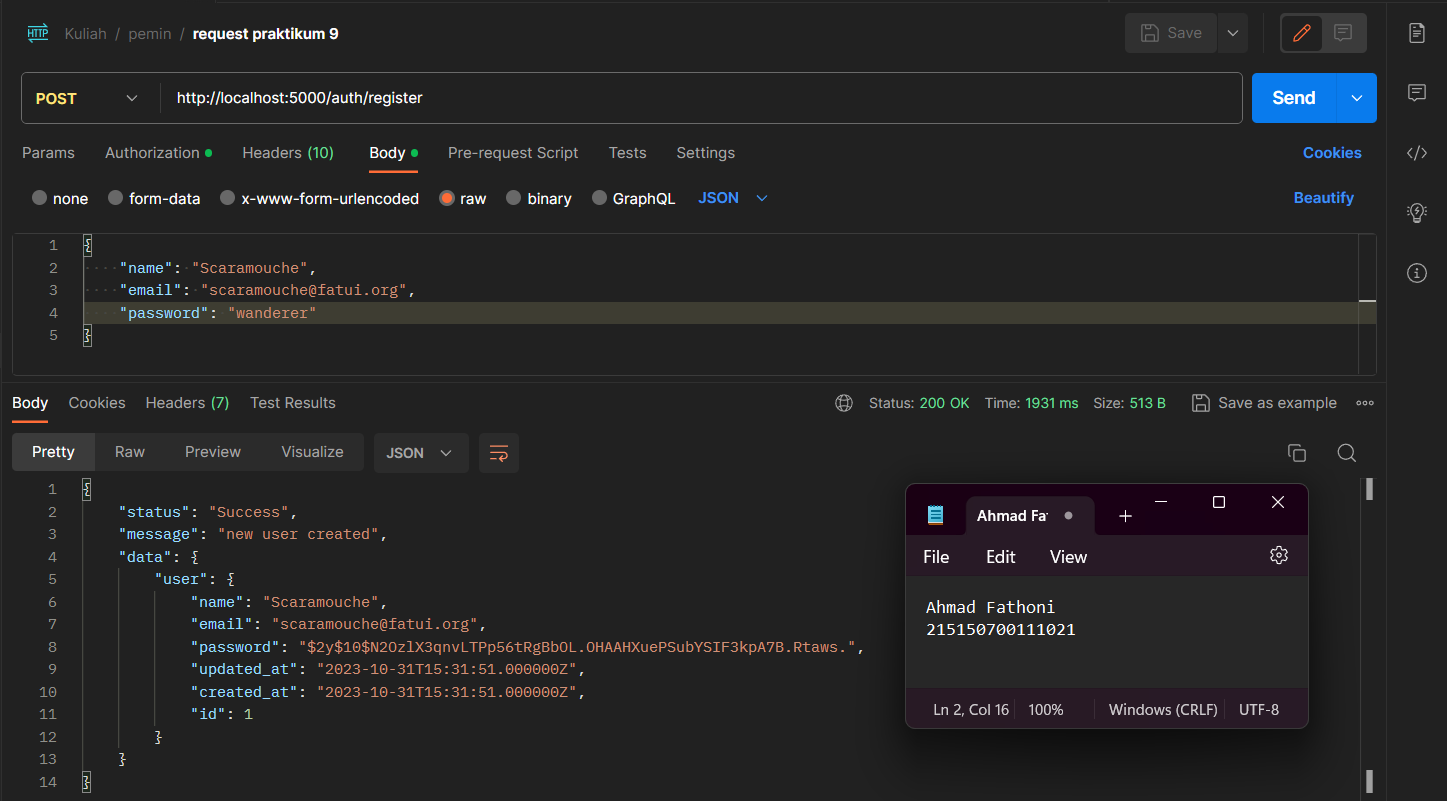 HTTP Kuliah / pemin / request praktikum 9 Save
POST http://localhost:5000/auth/register Send
Params Authorization Headers (10) Body Pre-request Script Tests Settings Cookies
none form-data x-www-form-urlencoded raw binary GraphQL JSON Beautify
1 {
2 "name": "Scaramouche",
3 "email": "scaramouche@fatui.org",
4 "password": "wanderer"
5 }
Body Cookies Headers (7) Test Results Status: 200 OK Time: 1931 ms Size: 513 B Save as example
Pretty Raw Preview Visualize JSON
1 {
2 "status": "Success",
3 "message": "new user created",
4 "data": {
5 "user": {
6 "name": "Scaramouche",
7 "email": "scaramouche@fatui.org",
8 "password": "$2y$10$N2OzlX3qnvLTPp56tRgBbOL.OHAAHXuePSubYSIF3kpA7B.Rtaws.",
9 "updated_at": "2023-10-31T15:31:51.000000Z",
10 "created_at": "2023-10-31T15:31:51.000000Z",
11 "id": 1
12 }
13 }
14 }
Ahmad Fat
File Edit View
Ahmad Fathoni
215150700111021
Ln 2, Col 16 100% Windows (CRLF) UTF-8